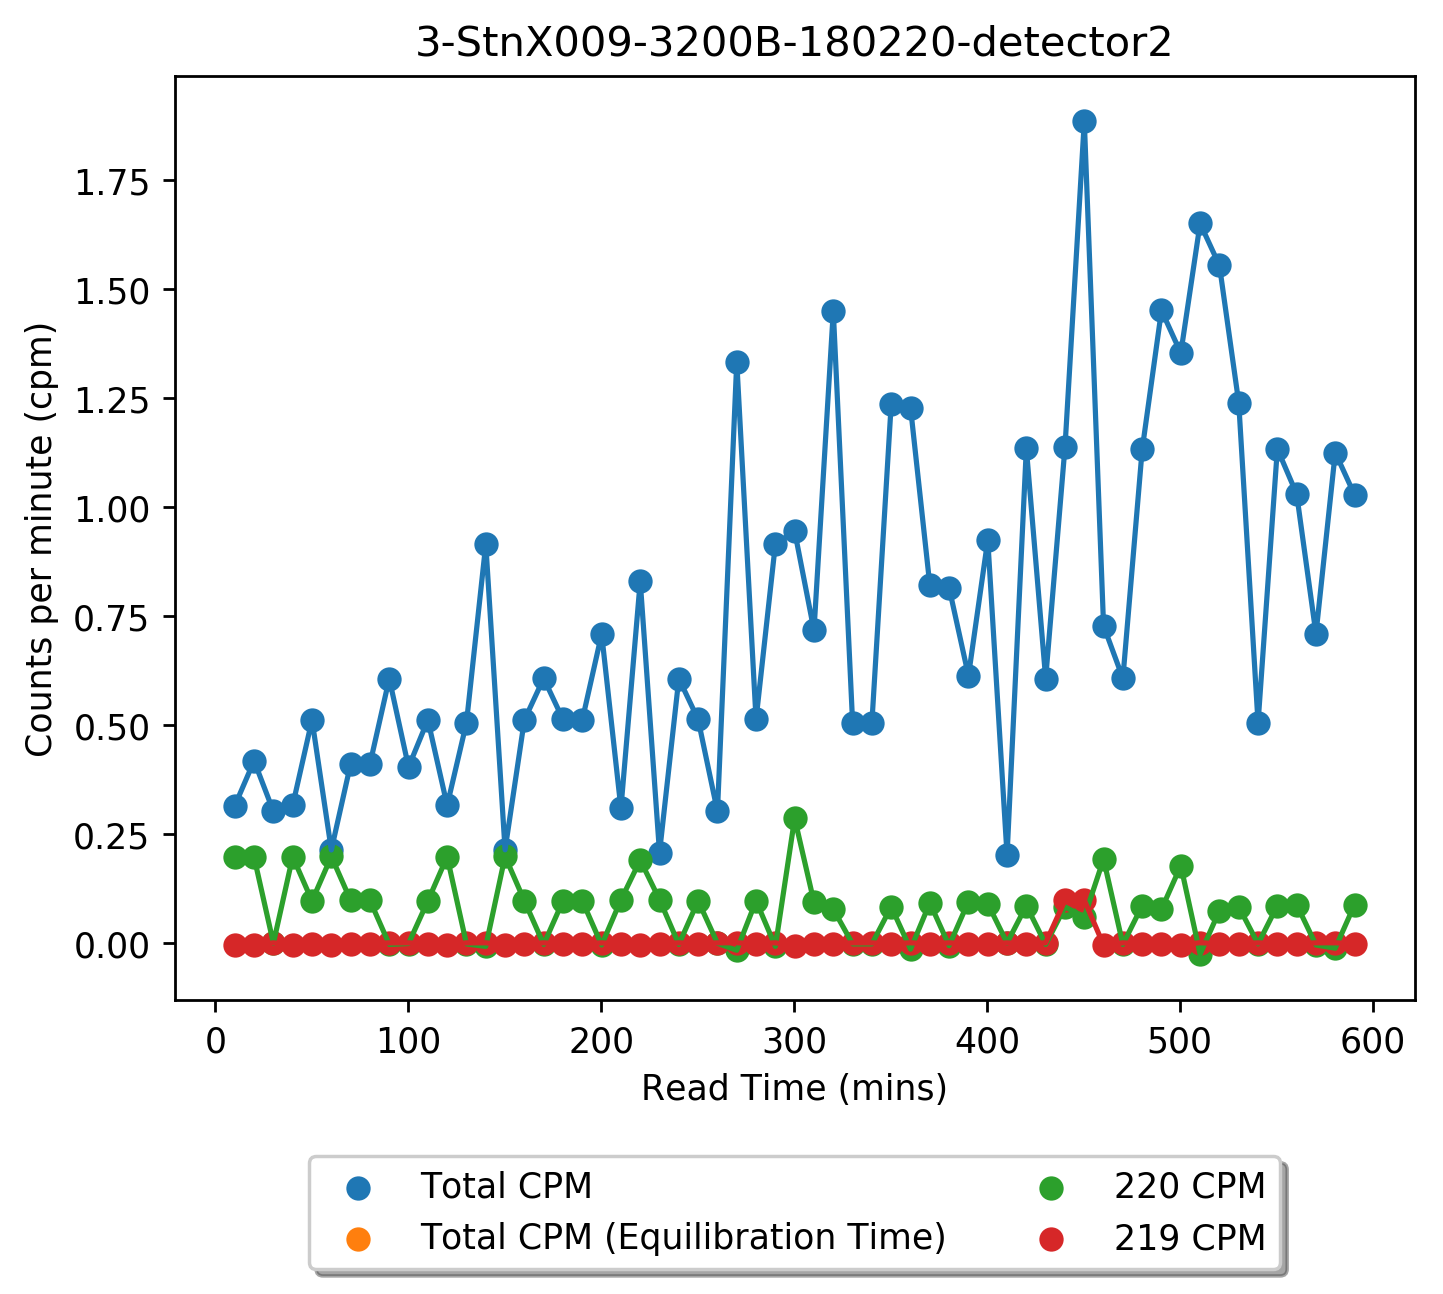 3-StnX009-3200B-180220-detector2
1.75
1.50
1.25
1.00
0.75
0.50
0.25
0.00
Counts per minute (cpm)
0 100 200 300 400 500 600
Read Time (mins)
Total CPM 220 CPM
Total CPM (Equilibration Time) 219 CPM